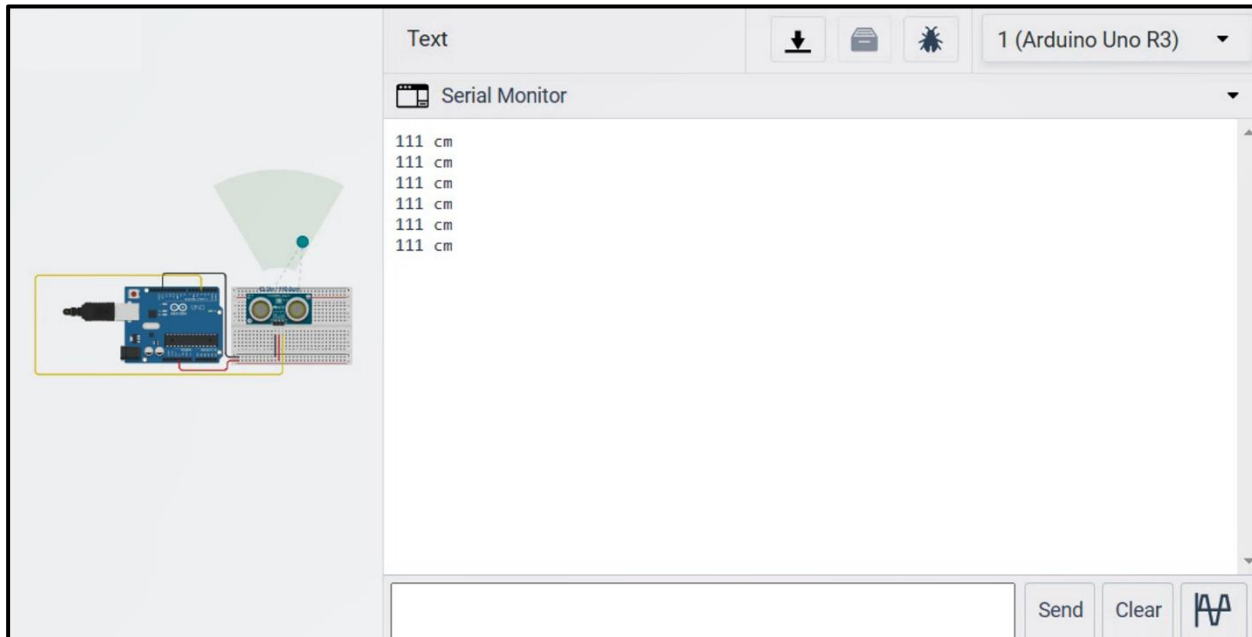 Text
1 (Arduino Uno R3)
Serial Monitor
111 cm
111 cm
111 cm
111 cm
111 cm
111 cm
UNO
Send
Clear